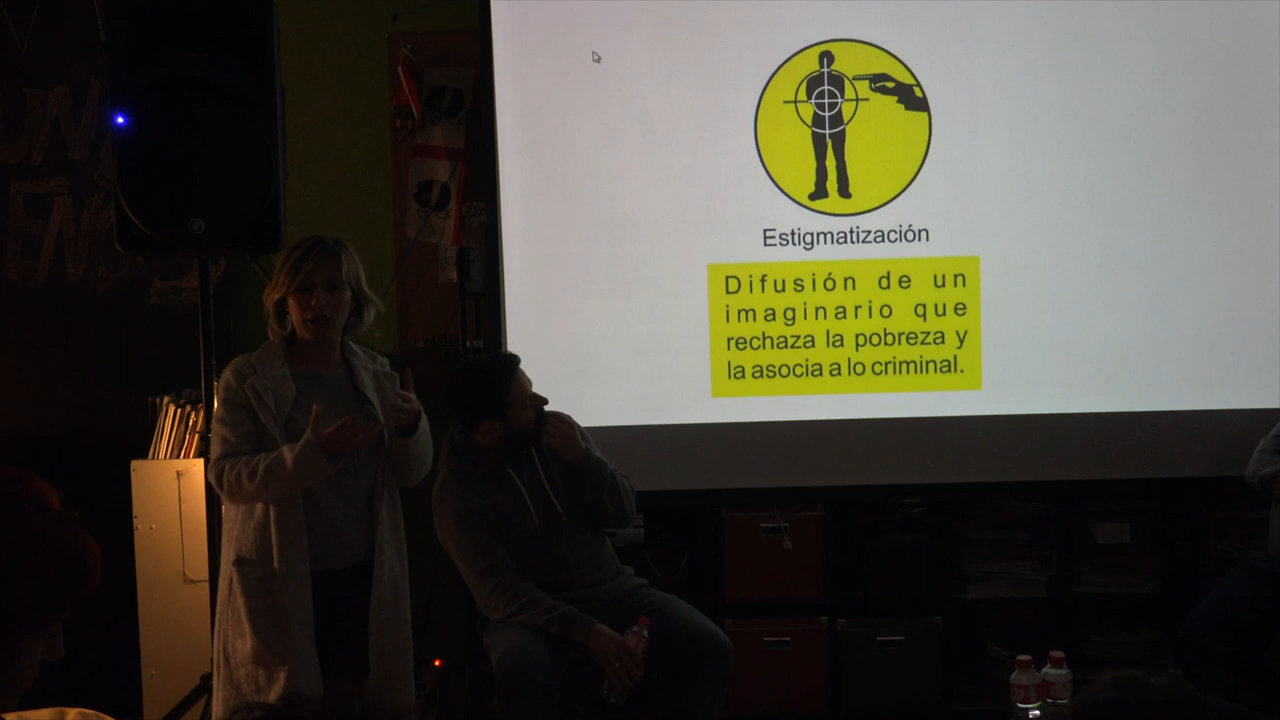 Estigmatización
Difusión de un
imaginario que
rechaza la pobreza y
la asocia a lo criminal.